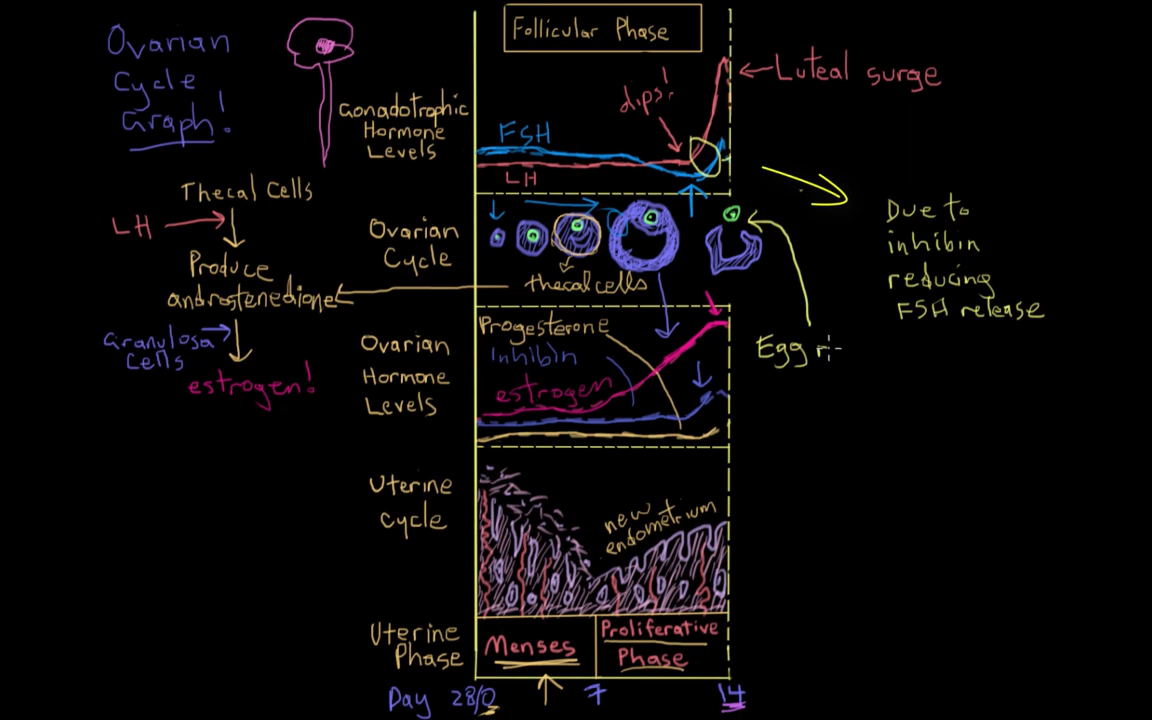 Ovarian
Cycle
Graph!
Follicular Phase
Gonadotrophic
Hormone
Levels
FSH
LH
dips!
Luteal surge
Thecal Cells
LH
Produce
androstenedione
Granulosa
Cells
estrogen!
Ovarian
Cycle
thecal cells
Due to
inhibin
reducing
FSH release
Egg r
Ovarian
Hormone
Levels
Progesterone
inhibin
estrogen
Uterine
Cycle
new
endometrium
Uterine
Phase
Menses
Proliferative
Phase
Day 28/0 7 14